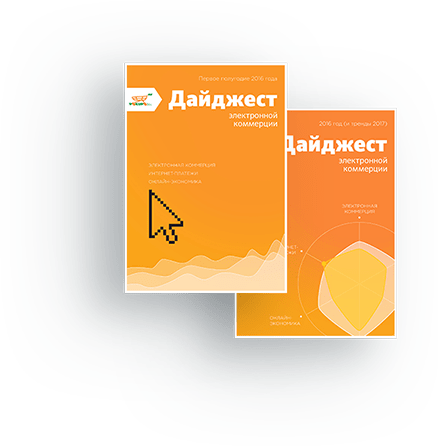 Первое полугодие 2016 года
Дайджест
электронной
коммерции
ЭЛЕКТРОННАЯ КОММЕРЦИЯ
ИНТЕРНЕТ-ПЛАТЕЖИ
ОНЛАЙН-ЭКОНОМИКА
2016 год (и тренды 2017)
Дайджест
электронной
коммерции
ЭЛЕКТРОННАЯ
КОММЕРЦИЯ
ОНЛАЙН-
ЭКОНОМИКА